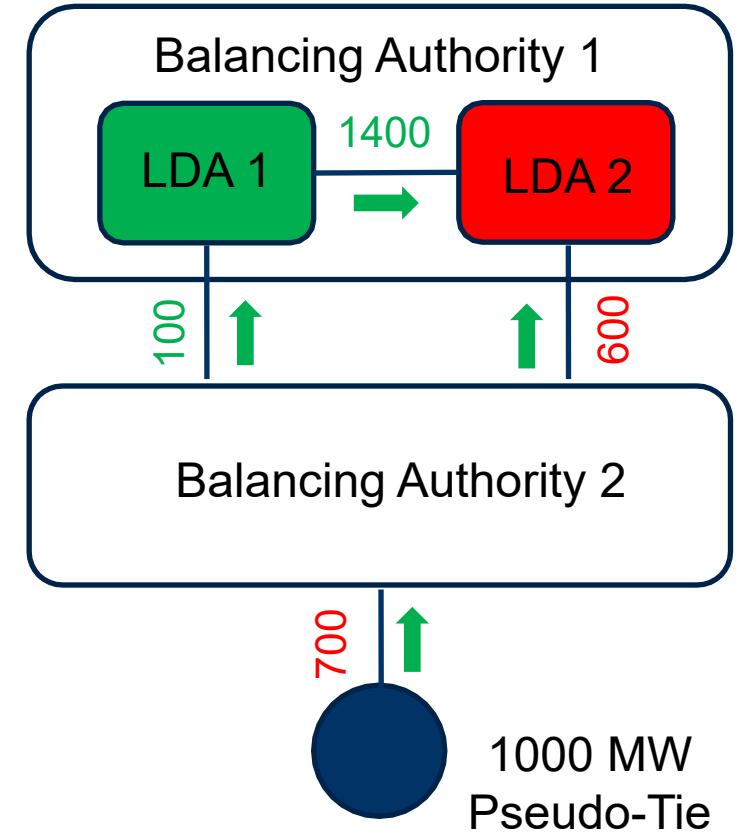 Balancing Authority 1
1400
LDA 1
LDA 2
100
600
Balancing Authority 2
700
1000 MW
Pseudo-Tie